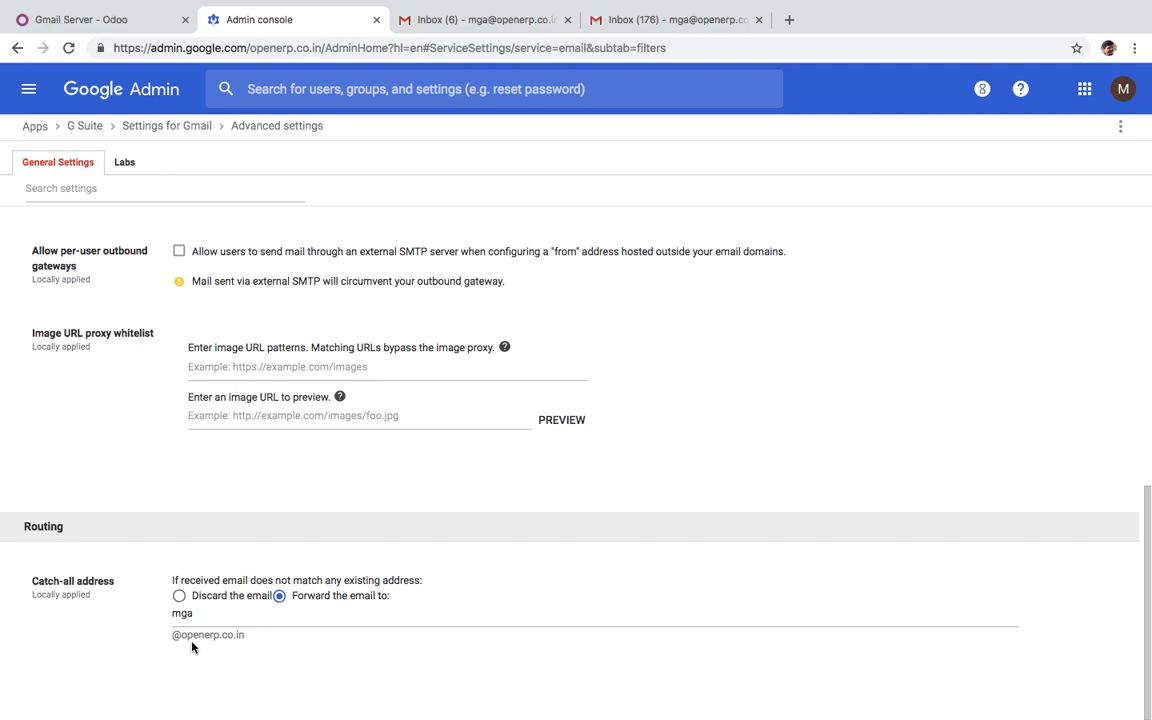 Gmail Server - Odoo
Admin console
Inbox (6) - mga@openerp.co.in
Inbox (176) - mga@openerp.co
https://admin.google.com/openerp.co.in/AdminHome?hl=en#ServiceSettings/service=email&subtab=filters
Google Admin
Search for users, groups, and settings (e.g. reset password)
M
Apps > G Suite > Settings for Gmail > Advanced settings
General Settings
Labs
Search settings
Allow per-user outbound gateways
Locally applied
Allow users to send mail through an external SMTP server when configuring a "from" address hosted outside your email domains.
Mail sent via external SMTP will circumvent your outbound gateway.
Image URL proxy whitelist
Locally applied
Enter image URL patterns. Matching URLs bypass the image proxy.
Example: https://example.com/images
Enter an image URL to preview.
Example: http://example.com/images/foo.jpg
PREVIEW
Routing
Catch-all address
Locally applied
If received email does not match any existing address:
Discard the email Forward the email to:
mga
@openerp.co.in